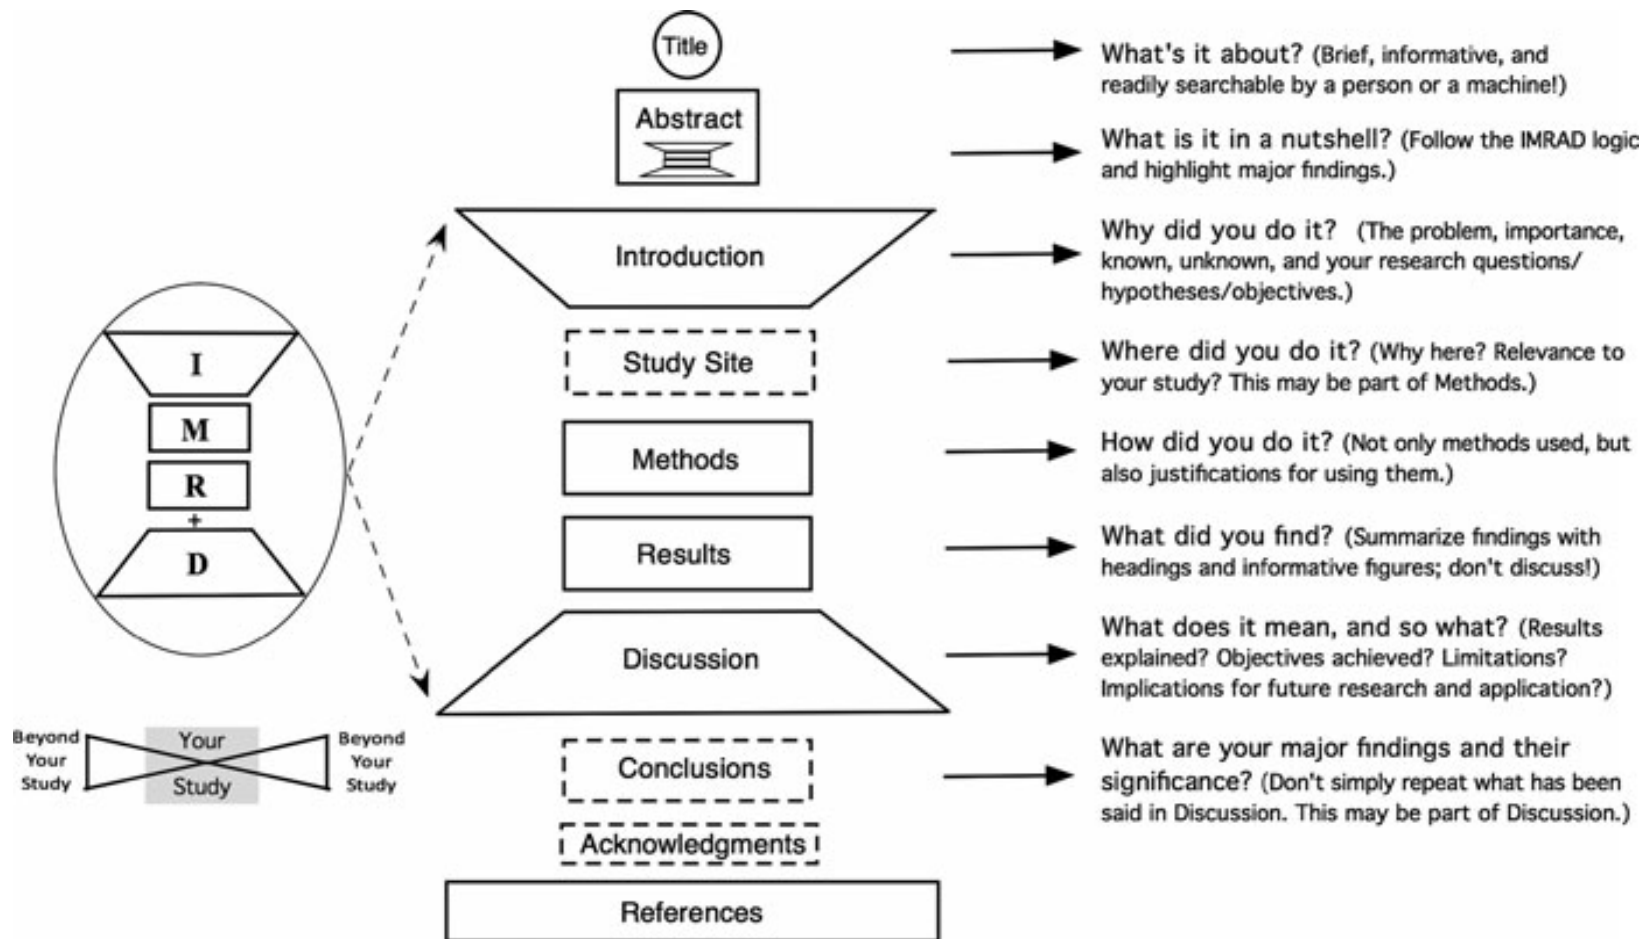 Title
What's it about? (Brief, informative, and
readily searchable by a person or a machine!)
Abstract
What is it in a nutshell? (Follow the IMRAD logic
and highlight major findings.)
Introduction
Why did you do it? (The problem, importance,
known, unknown, and your research questions/
hypotheses/objectives.)
Study Site
Where did you do it? (Why here? Relevance to
your study? This may be part of Methods.)
Methods
How did you do it? (Not only methods used, but
also justifications for using them.)
Results
What did you find? (Summarize findings with
headings and informative figures; don't discuss!)
Discussion
What does it mean, and so what? (Results
explained? Objectives achieved? Limitations?
Implications for future research and application?)
Conclusions
What are your major findings and their
significance? (Don't simply repeat what has been
said in Discussion. This may be part of Discussion.)
Acknowledgments
References
I
M
R
+
D
Beyond
Your
Study
Your
Study
Beyond
Your
Study